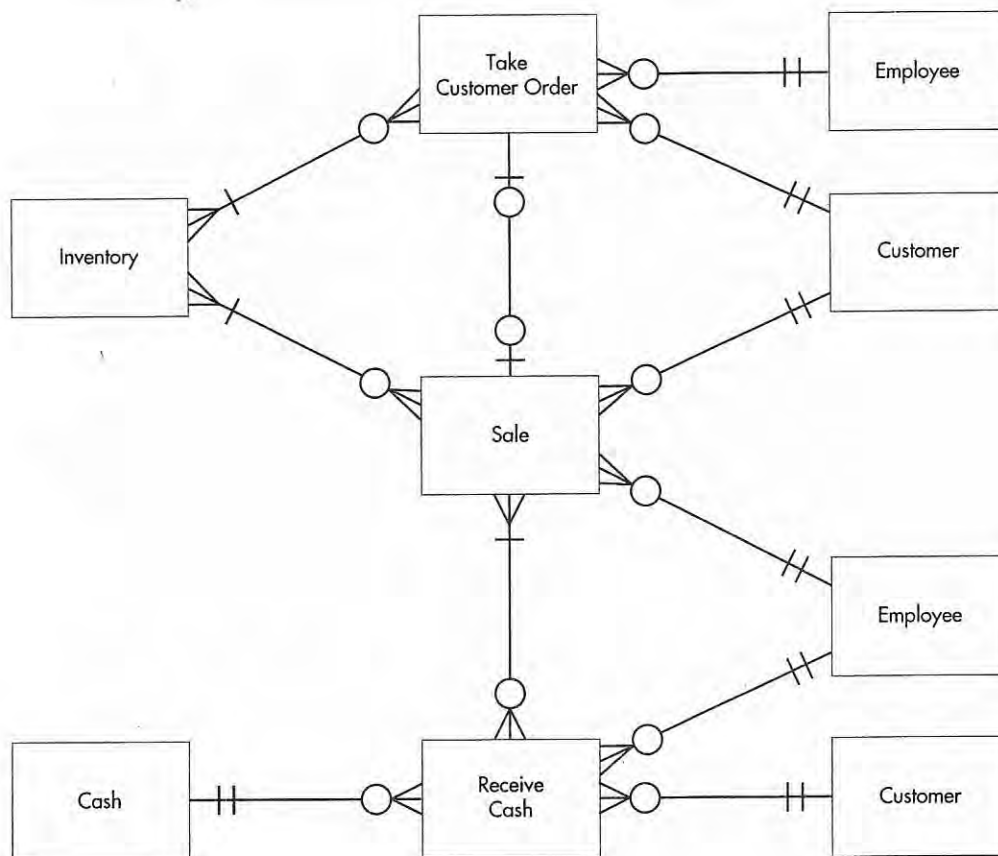 Take
Customer Order
Employee
Inventory
Customer
Sale
Employee
Cash
Receive
Cash
Customer